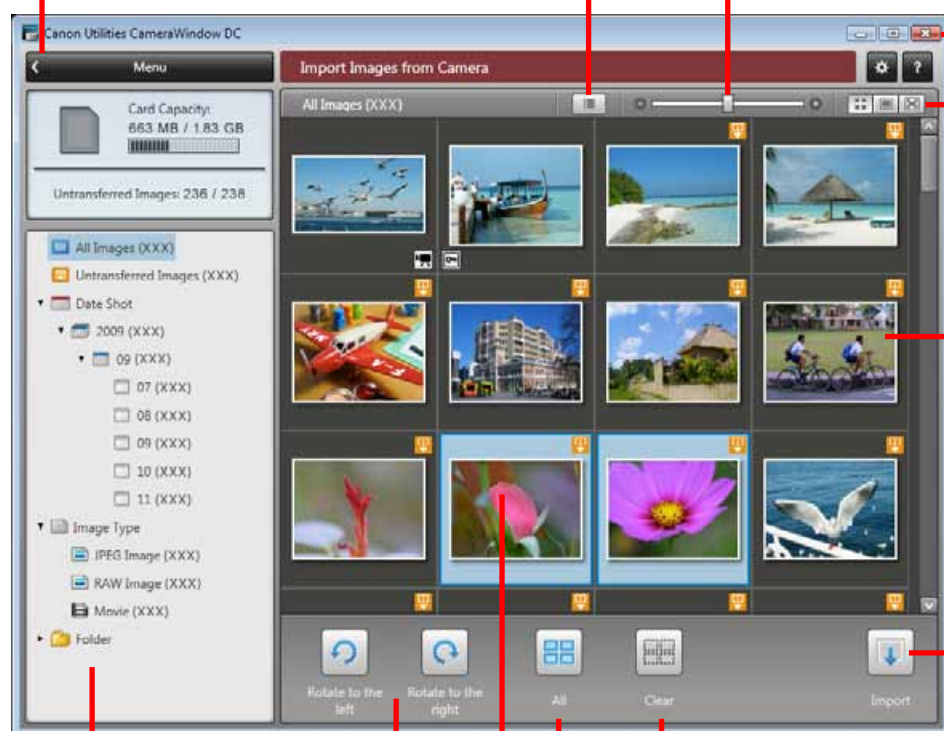 Canon Utilities CameraWindow DC
Menu
Import Images from Camera
?
Card Capacity:
663 MB / 1.83 GB
Untransferred Images: 236 / 238
All Images (XXX)
All Images (XXX)
Untransferred Images (XXX)
Date Shot
2009 (XXX)
09 (XXX)
07 (XXX)
08 (XXX)
09 (XXX)
10 (XXX)
11 (XXX)
Image Type
JPEG Image (XXX)
RAW Image (XXX)
Movie (XXX)
Folder
Rotate to the
left
Rotate to the
right
All
Clear
Import